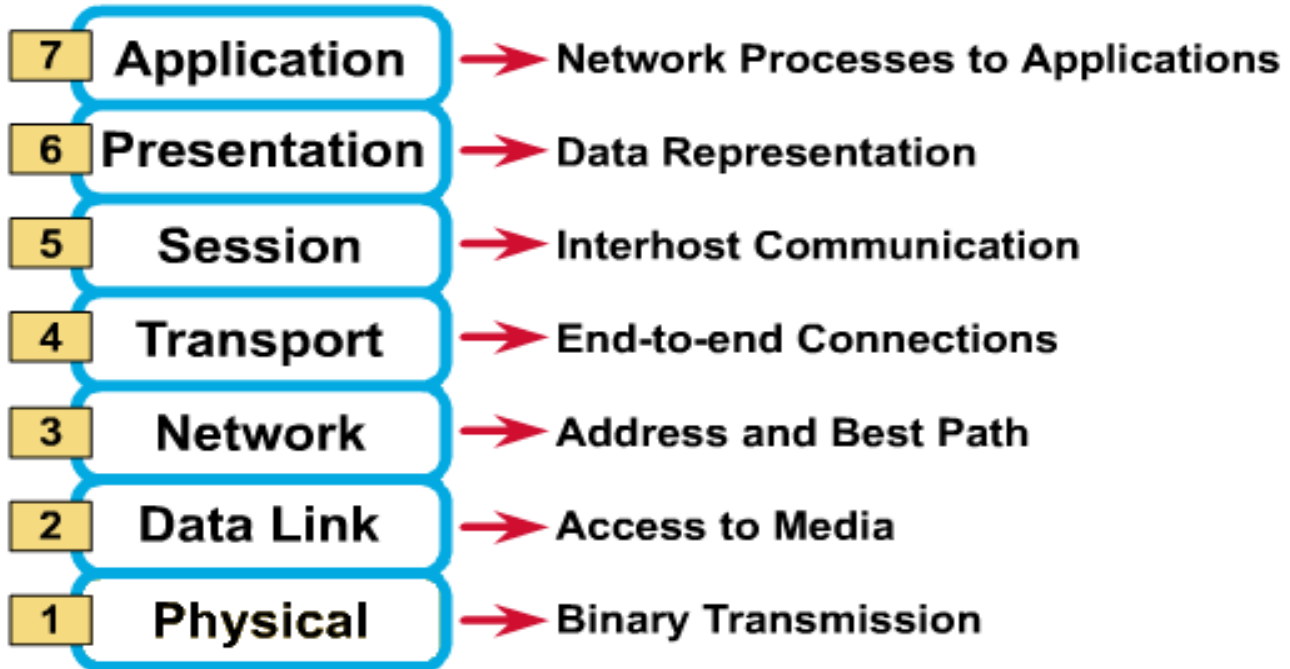 7 Application Network Processes to Applications
6 Presentation Data Representation
5 Session Interhost Communication
4 Transport End-to-end Connections
3 Network Address and Best Path
2 Data Link Access to Media
1 Physical Binary Transmission